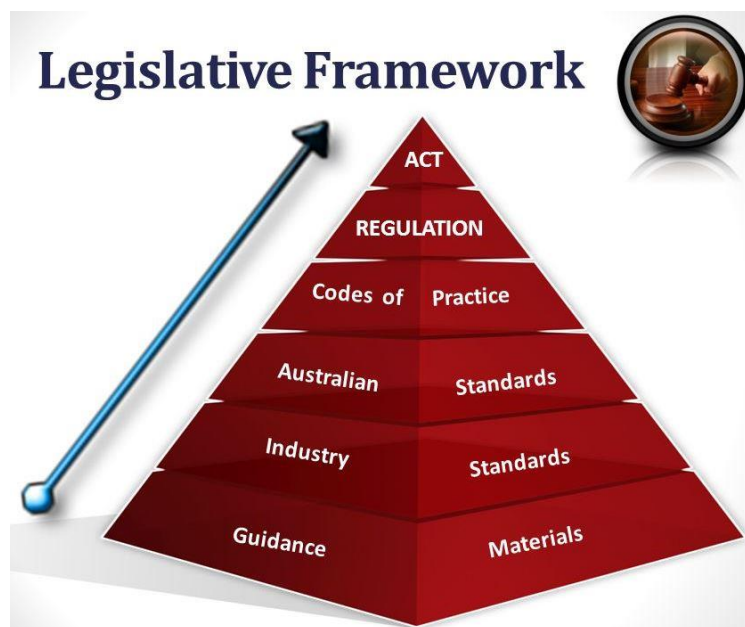 Legislative Framework
ACT
REGULATION
Codes of Practice
Australian Standards
Industry Standards
Guidance Materials